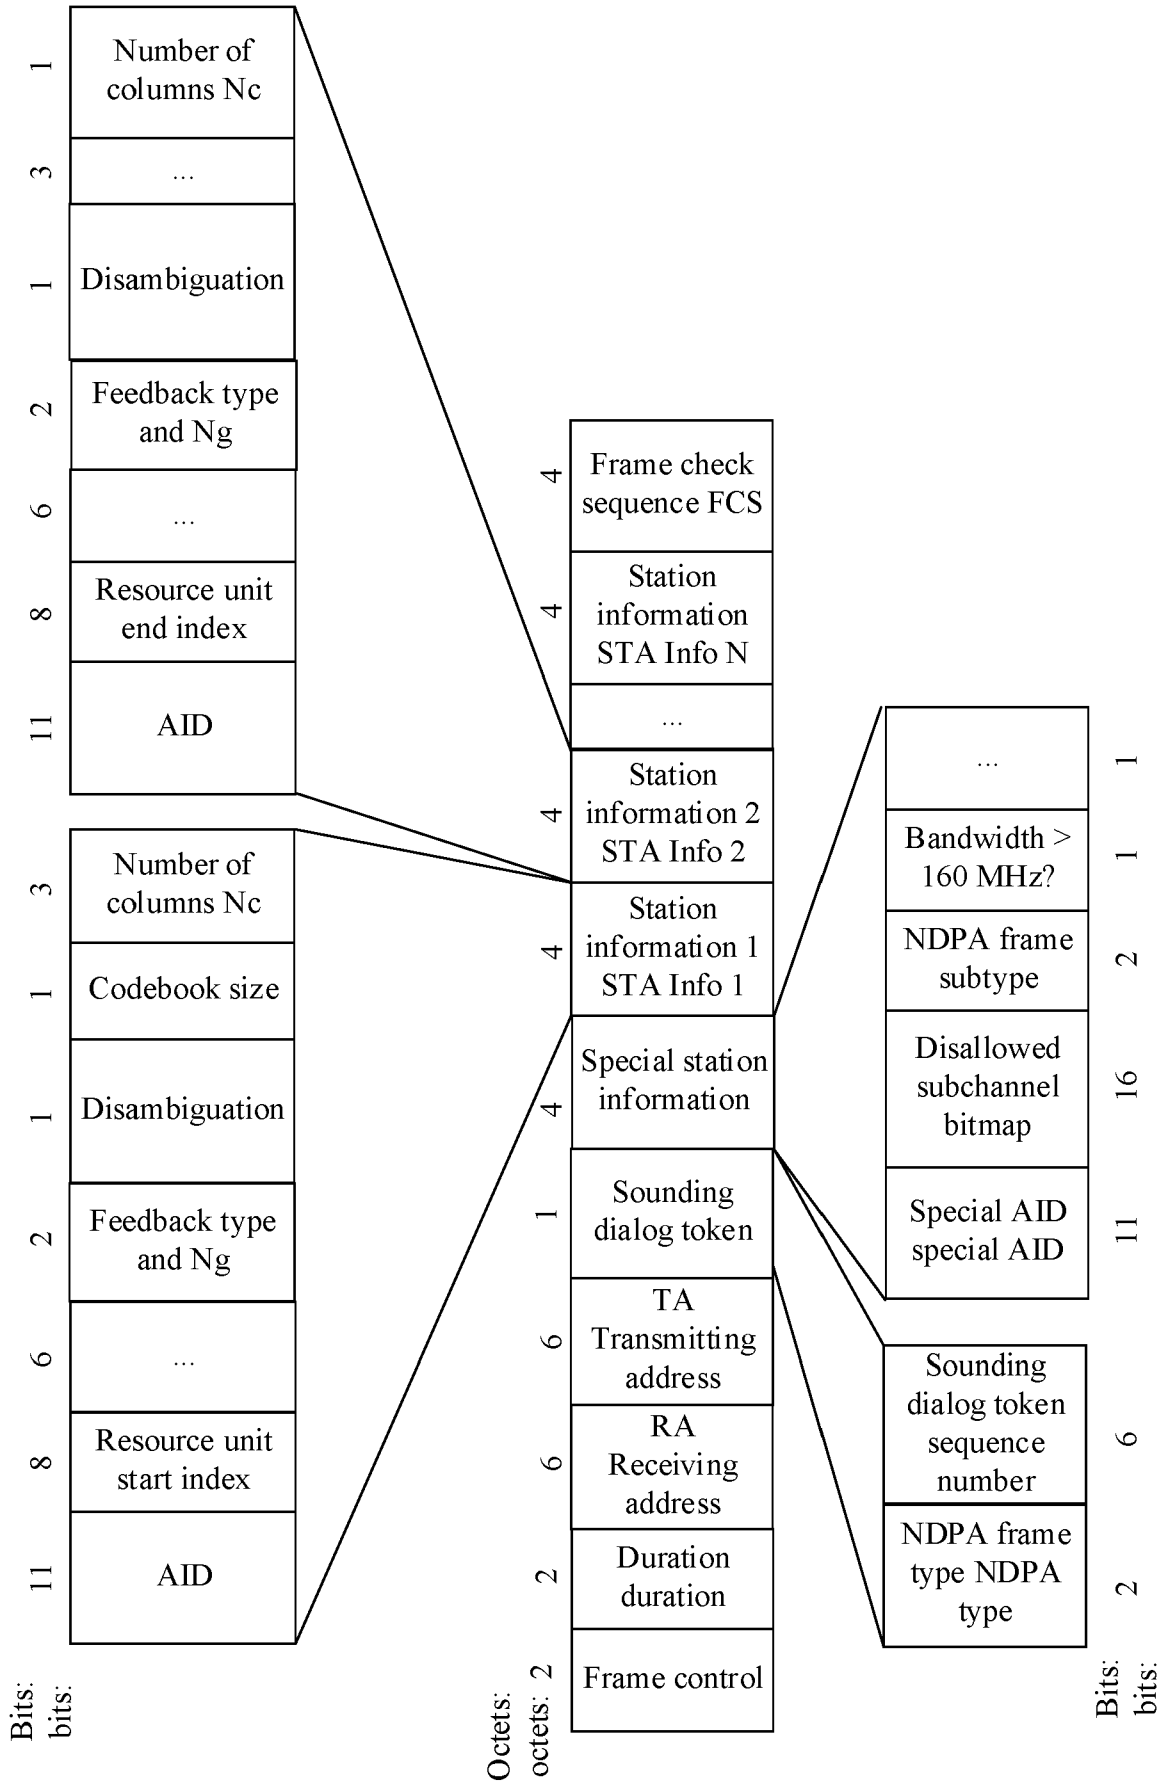 1
Number of
columns Nc
3
...
1
Disambiguation
2
Feedback type
and Ng
6
...
8
Resource unit
end index
11
AID
3
Number of
columns Nc
1
Codebook size
1
Disambiguation
2
Feedback type
and Ng
6
...
8
Resource unit
start index
11
AID
Bits:
bits:
4
Frame check
sequence FCS
4
Station
information
STA Info N
...
4
Station
information 2
STA Info 2
4
Station
information 1
STA Info 1
4
Special station
information
1
Sounding
dialog token
6
TA
Transmitting
address
6
RA
Receiving
address
2
Duration
duration
2
Frame control
Octets:
octets:
...
1
Bandwidth >
160 MHz?
1
NDPA frame
subtype
2
Disallowed
subchannel
bitmap
16
Special AID
special AID
11
Sounding
dialog token
sequence
number
6
NDPA frame
type NDPA
type
2
Bits:
bits: